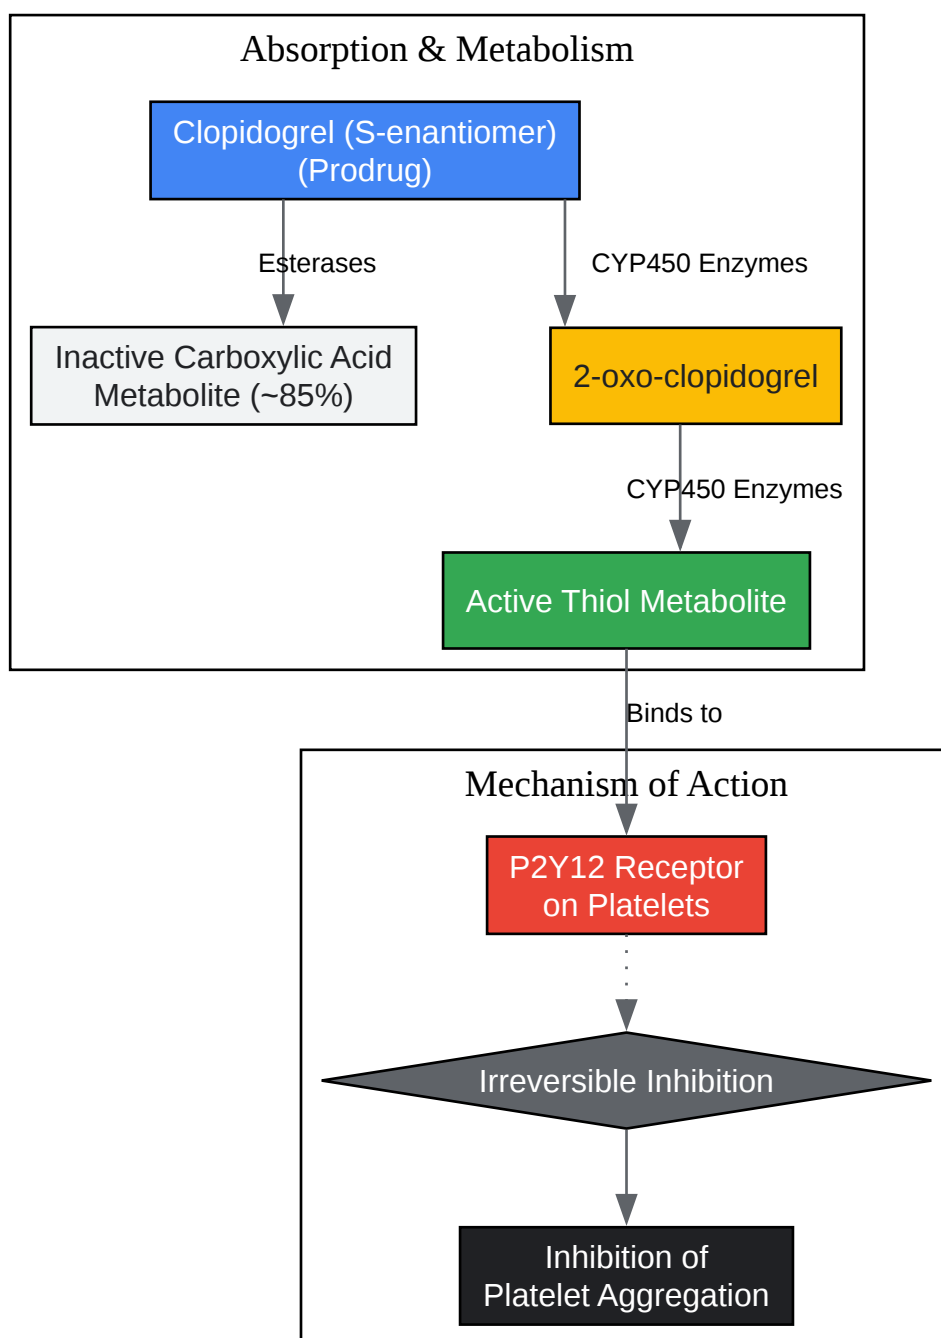 Absorption & Metabolism
Clopidogrel (S-enantiomer)
(Prodrug)
Esterases
CYP450 Enzymes
Inactive Carboxylic Acid
Metabolite (~85%)
2-oxo-clopidogrel
CYP450 Enzymes
Active Thiol Metabolite
Binds to
Mechanism of Action
P2Y12 Receptor
on Platelets
Irreversible Inhibition
Inhibition of
Platelet Aggregation